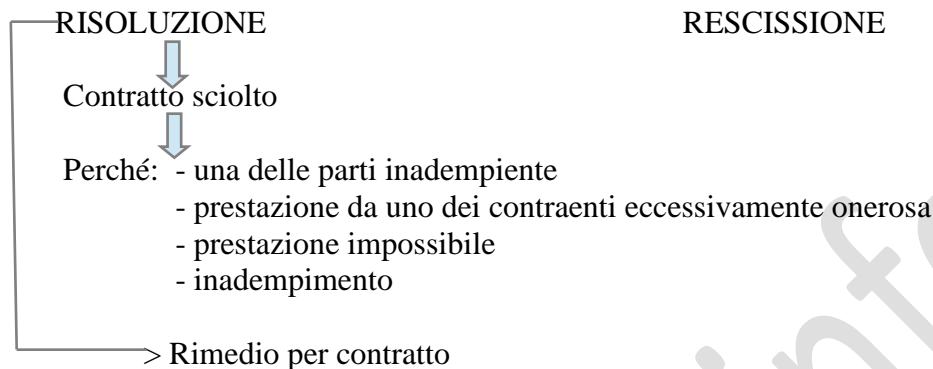 RISOLUZIONE RESCISSIONE
Contratto sciolto
Perché: - una delle parti inadempiente
- prestazione da uno dei contraenti eccessivamente onerosa
- prestazione impossibile
- inadempimento
> Rimedio per contratto